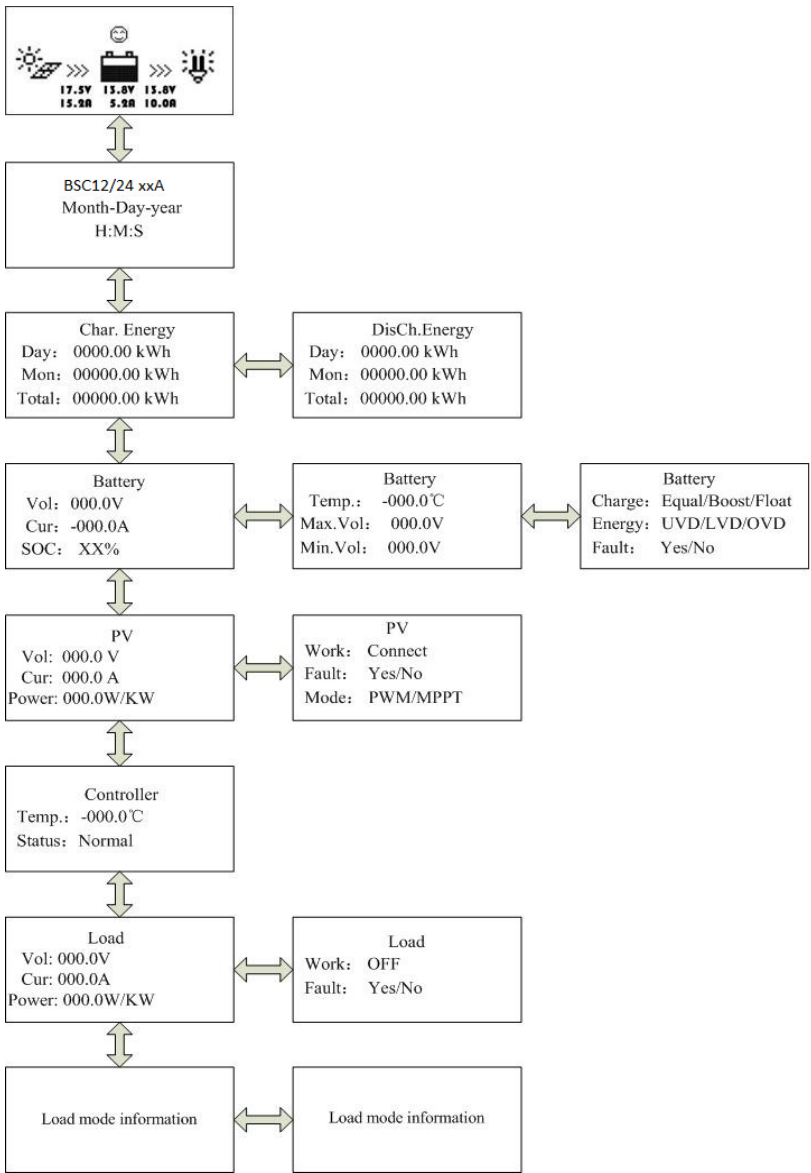 17.5V 13.8V 13.8V
15.2A 5.2A 10.0A
BSC12/24 xxA
Month-Day-year
H:M:S
Char. Energy
Day: 0000.00 kWh
Mon: 00000.00 kWh
Total: 00000.00 kWh
DisCh.Energy
Day: 0000.00 kWh
Mon: 00000.00 kWh
Total: 00000.00 kWh
Battery
Vol: 000.0V
Cur: -000.0A
SOC: XX%
Battery
Temp.: -000.0℃
Max.Vol: 000.0V
Min.Vol: 000.0V
Battery
Charge: Equal/Boost/Float
Energy: UVD/LVD/OVD
Fault: Yes/No
PV
Vol: 000.0 V
Cur: 000.0 A
Power: 000.0W/KW
PV
Work: Connect
Fault: Yes/No
Mode: PWM/MPPT
Controller
Temp.: -000.0℃
Status: Normal
Load
Vol: 000.0V
Cur: 000.0A
Power: 000.0W/KW
Load
Work: OFF
Fault: Yes/No
Load mode information
Load mode information